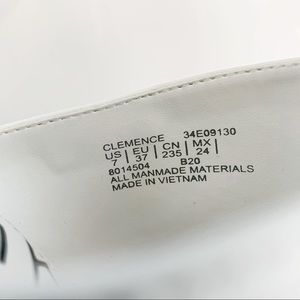 CLEMENCE 34E09130
US | EU | CN | MX
7 | 37 | 235 | 24
8014504 B20
ALL MANMADE MATERIALS
MADE IN VIETNAM